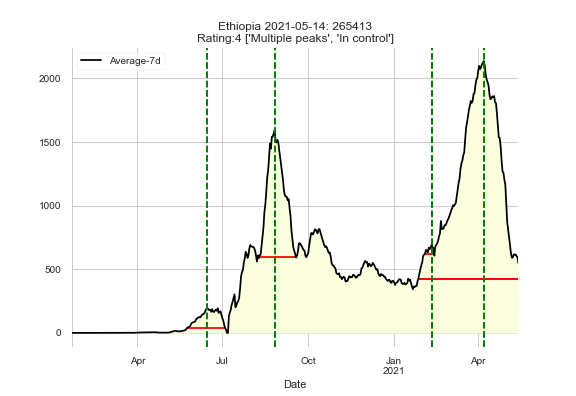 Ethiopia 2021-05-14: 265413
Rating:4 ['Multiple peaks', 'In control']
Average-7d
2000
1500
1000
500
0
Apr
Jul
Oct
Jan
2021
Apr
Date